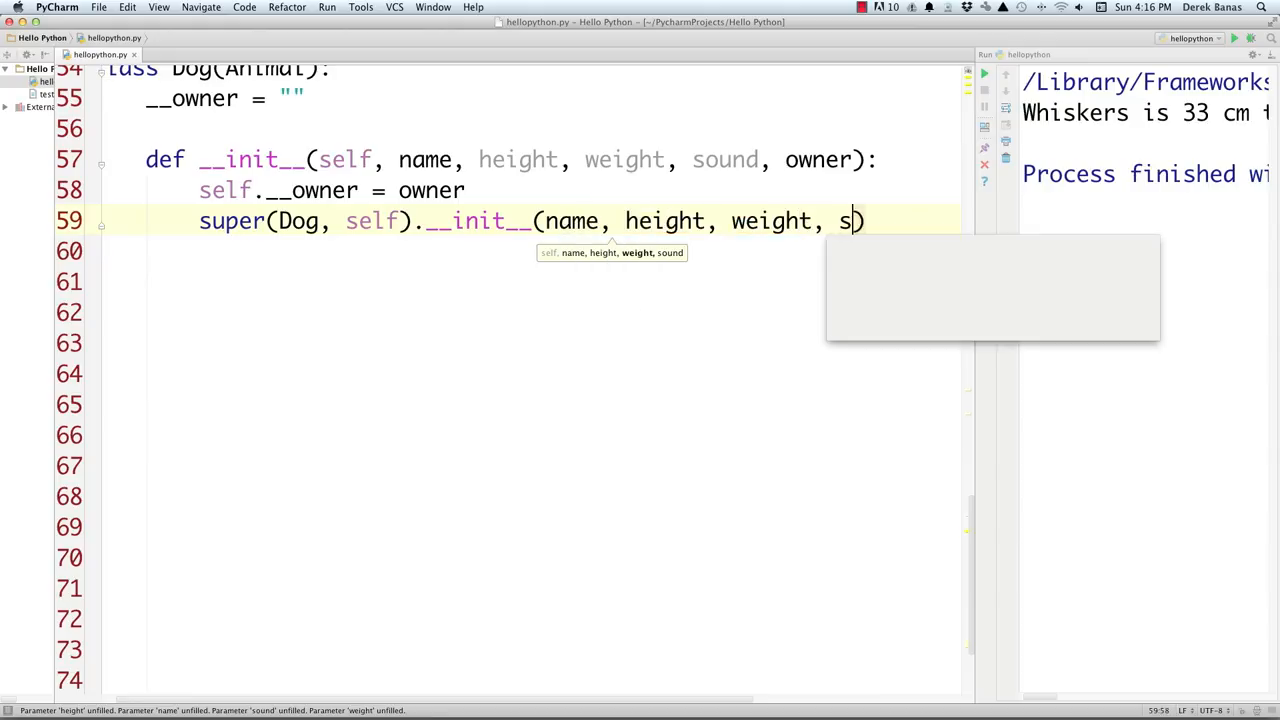 PyCharm File Edit View Navigate Code Refactor Run Tools VCS Window Help 10 Sun 4:16 PM Derek Banas
hellopython.py – Hello Python – [~/PycharmProjects/Hello Python]
Hello Python hellopython.py hellopython
hellopython.py × Run hellopython
Hello P
hell
test
Externa
54 lass Dog(Animal):
55 __owner = ""
56
57 def __init__(self, name, height, weight, sound, owner):
58 self.__owner = owner
59 super(Dog, self).__init__(name, height, weight, s)
self, name, height, weight, sound
60
61
62
63
64
65
66
67
68
69
70
71
72
73
74
/Library/Frameworks
Whiskers is 33 cm t
Process finished wi
Parameter 'height' unfilled. Parameter 'name' unfilled. Parameter 'sound' unfilled. Parameter 'weight' unfilled. 59:58 LF UTF-8